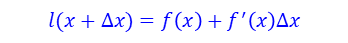 l(x + Δx) = f(x) + f′(x)Δx